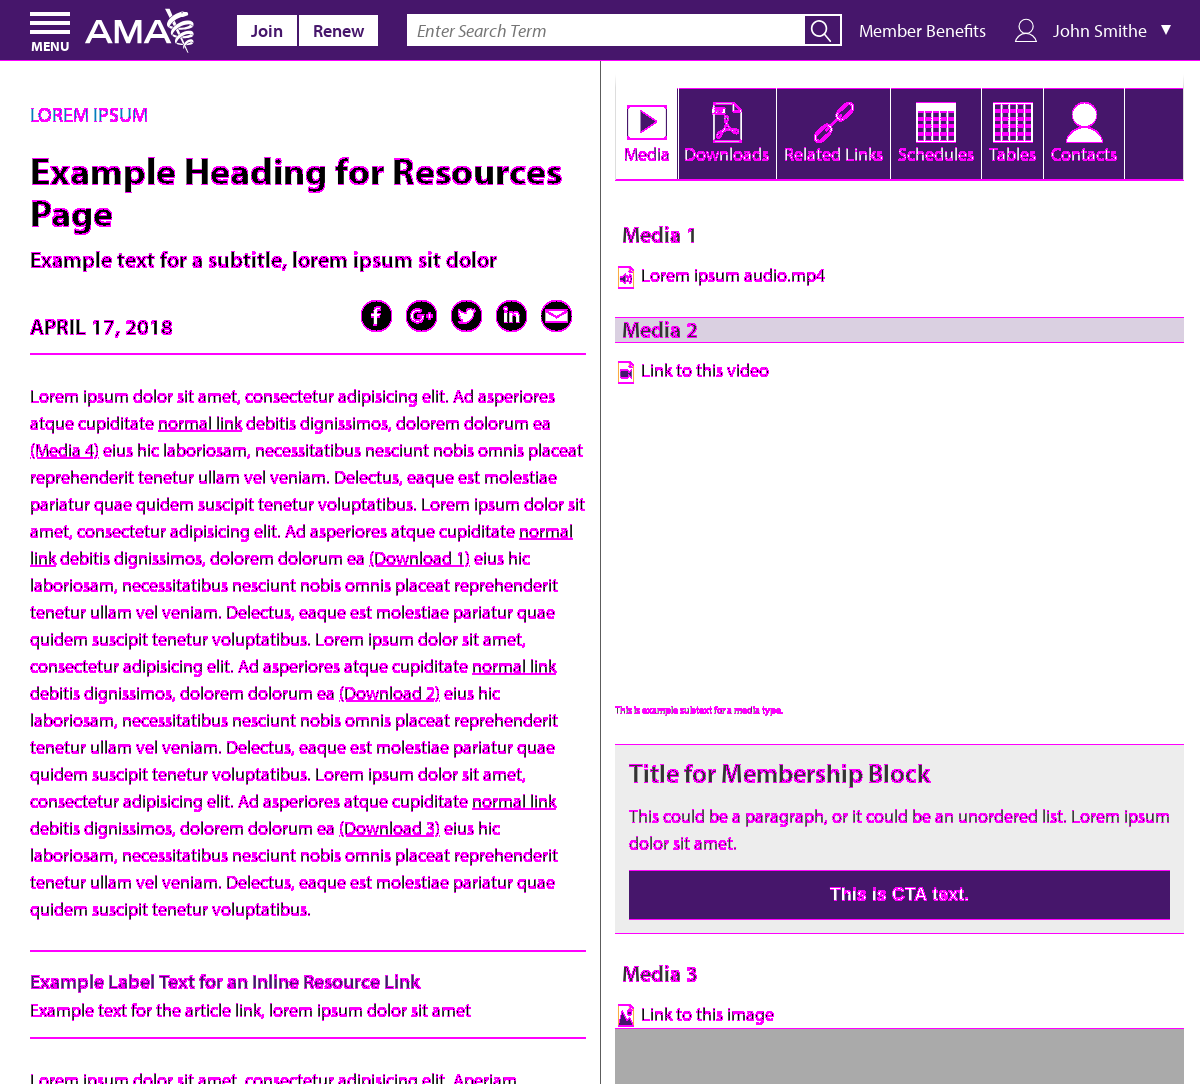 MENU
AMA
Join
Renew
Enter Search Term
Member Benefits
John Smithe
LOREM IPSUM
Example Heading for Resources
Page
Example text for a subtitle, lorem ipsum sit dolor
APRIL 17, 2018
Lorem ipsum dolor sit amet, consectetur adipisicing elit. Ad asperiores
atque cupiditate normal link debitis dignissimos, dolorem dolorum ea
(Media 4) eius hic laboriosam, necessitatibus nesciunt nobis omnis placeat
reprehenderit tenetur ullam vel veniam. Delectus, eaque est molestiae
pariatur quae quidem suscipit tenetur voluptatibus. Lorem ipsum dolor sit
amet, consectetur adipisicing elit. Ad asperiores atque cupiditate normal
link debitis dignissimos, dolorem dolorum ea (Download 1) eius hic
laboriosam, necessitatibus nesciunt nobis omnis placeat reprehenderit
tenetur ullam vel veniam. Delectus, eaque est molestiae pariatur quae
quidem suscipit tenetur voluptatibus. Lorem ipsum dolor sit amet,
consectetur adipisicing elit. Ad asperiores atque cupiditate normal link
debitis dignissimos, dolorem dolorum ea (Download 2) eius hic
laboriosam, necessitatibus nesciunt nobis omnis placeat reprehenderit
tenetur ullam vel veniam. Delectus, eaque est molestiae pariatur quae
quidem suscipit tenetur voluptatibus. Lorem ipsum dolor sit amet,
consectetur adipisicing elit. Ad asperiores atque cupiditate normal link
debitis dignissimos, dolorem dolorum ea (Download 3) eius hic
laboriosam, necessitatibus nesciunt nobis omnis placeat reprehenderit
tenetur ullam vel veniam. Delectus, eaque est molestiae pariatur quae
quidem suscipit tenetur voluptatibus.
Example Label Text for an Inline Resource Link
Example text for the article link, lorem ipsum dolor sit amet
Lorem ipsum dolor sit amet, consectetur adipisicing elit. Aperiam
Media
Downloads
Related Links
Schedules
Tables
Contacts
Media 1
Lorem ipsum audio.mp4
Media 2
Link to this video
This is example subtext for a media type.
Title for Membership Block
This could be a paragraph, or it could be an unordered list. Lorem ipsum
dolor sit amet.
This is CTA text.
Media 3
Link to this image